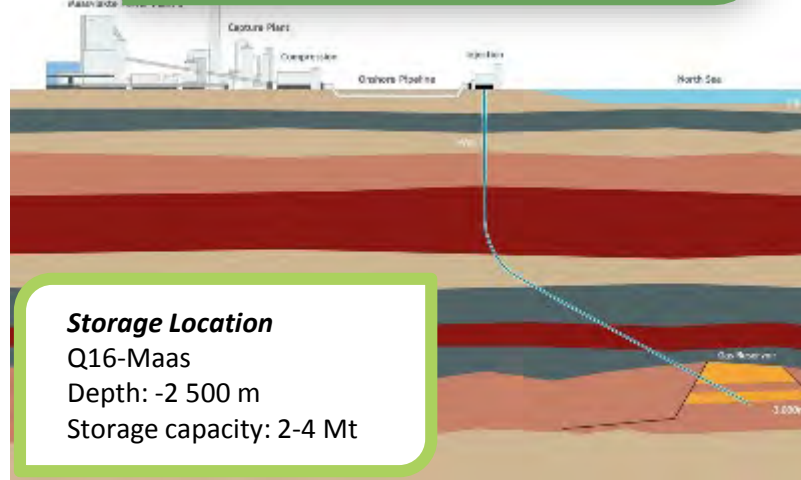 Capture Plant
Compression
Injection
Onshore Pipeline
North Sea
Well
Gas Reservoir
Storage Location
Q16-Maas
Depth: -2 500 m
Storage capacity: 2-4 Mt